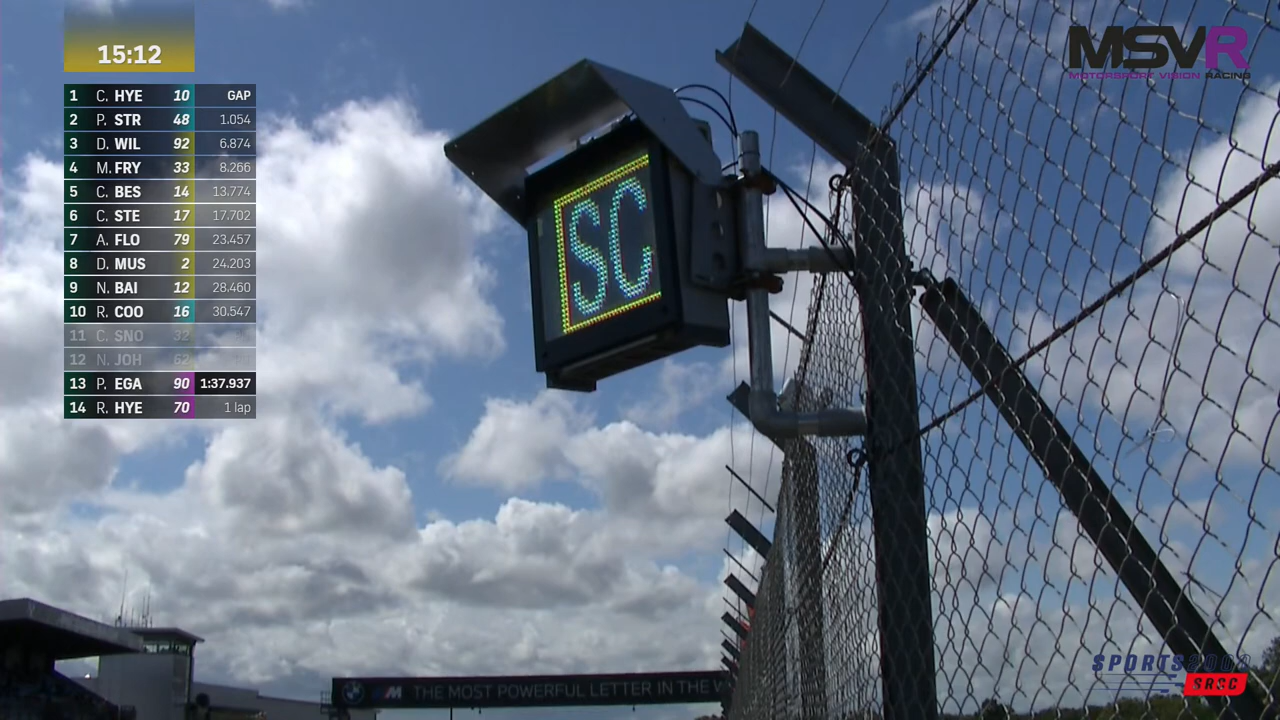 15:12
1 C. HYE 10 GAP
2 P. STR 48 1.054
3 D. WIL 92 6.874
4 M. FRY 33 8.266
5 C. BES 14 13.774
6 C. STE 17 17.702
7 A. FLO 79 23.457
8 D. MUS 2 24.203
9 N. BAI 12 28.460
10 R. COO 16 30.547
11 C. SNO 32
12 N. JOH 62
13 P. EGA 90 1:37.937
14 R. HYE 70 1 lap
MSVR
MOTORSPORT VISION RACING
SC
M THE MOST POWERFUL LETTER IN THE W
SPORTS2000
SRSC